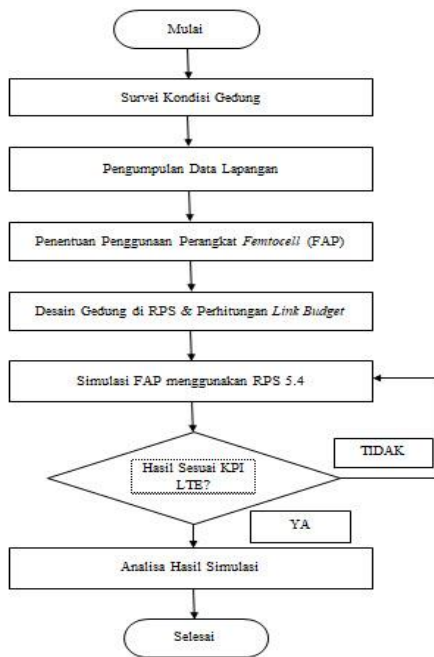 Mulai
Survei Kondisi Gedung
Pengumpulan Data Lapangan
Penentuan Penggunaan Perangkat Femtocell (FAP)
Desain Gedung di RPS & Perhitungan Link Budget
Simulasi FAP menggunakan RPS 5.4
Hasil Sesuai KPI
LTE?
TIDAK
YA
Analisa Hasil Simulasi
Selesai